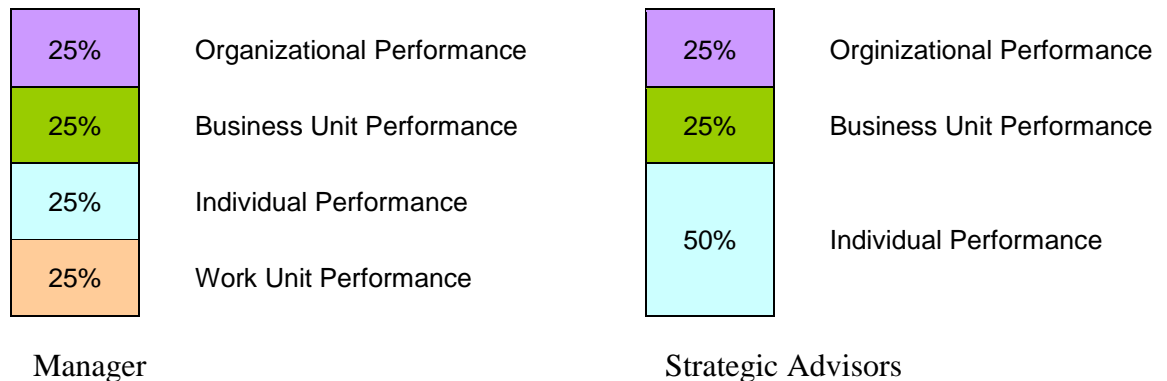 25% Organizational Performance
25% Business Unit Performance
25% Individual Performance
25% Work Unit Performance
Manager
25% Orginizational Performance
25% Business Unit Performance
50% Individual Performance
Strategic Advisors